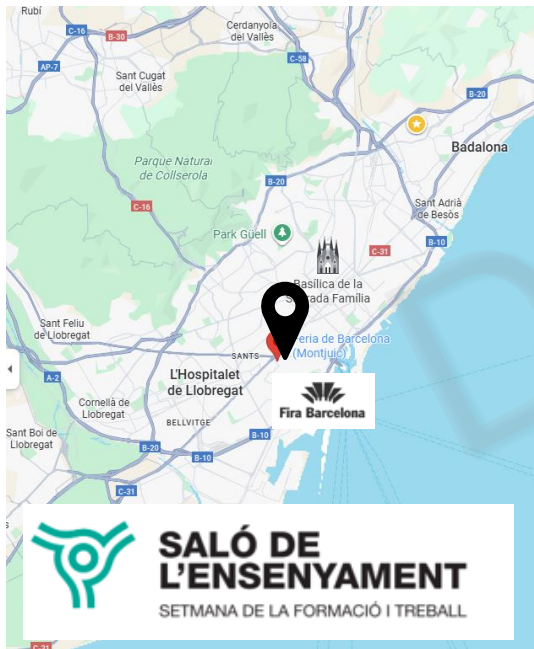 Rubí
Cerdanyola
del Vallès
C-16
B-30
C-58
AP-7
Sant Cugat
del Vallès
B-20
Badalona
Parque Natural
de Collserola
B-20
Sant Adrià
de Besòs
C-16
Park Güell
B-10
C-31
Basílica de la
Sagrada Família
Sant Feliu
de Llobregat
Feria de Barcelona
(Montjuic)
SANTS
A-2
L'Hospitalet
de Llobregat
Cornellà de
Llobregat
Fira Barcelona
BELLVITGE
Sant Boi de
Llobregat
B-10
B-20
B-10
C-31
SALÓ DE
L'ENSENYAMENT
SETMANA DE LA FORMACIÓ I TREBALL
C-31